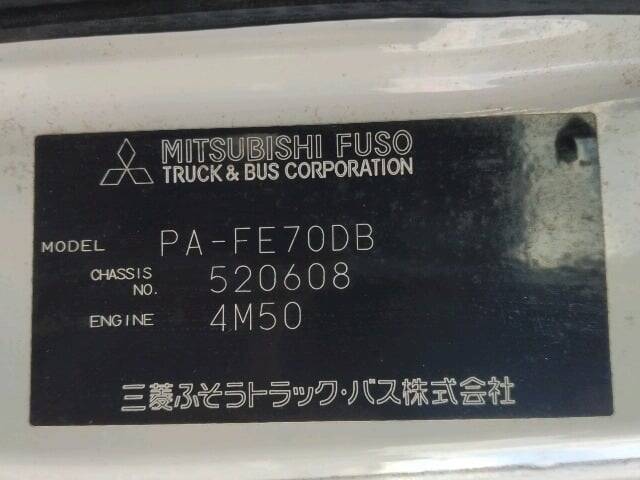 MITSUBISHI FUSO
TRUCK & BUS CORPORATION
MODEL PA-FE70DB
CHASSIS NO. 520608
ENGINE 4M50
三菱ふそうトラック・バス株式会社